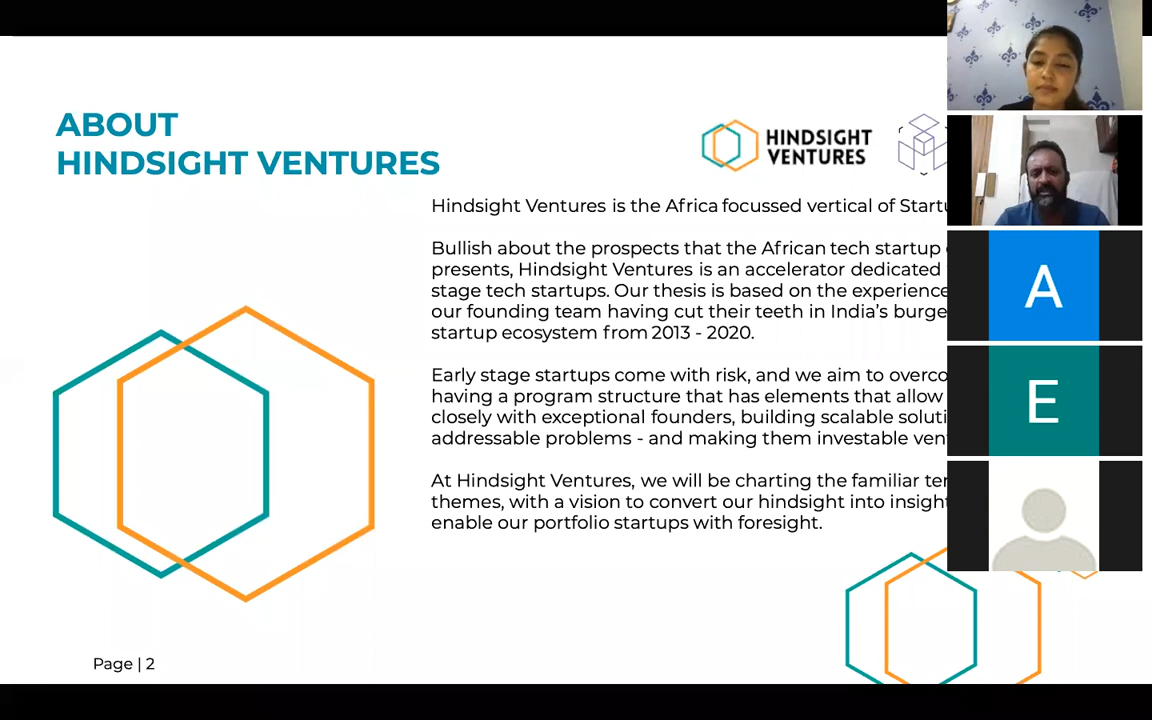 ABOUT
HINDSIGHT VENTURES
HINDSIGHT
VENTURES
Hindsight Ventures is the Africa focussed vertical of
Bullish about the prospects that the African tech startup
presents, Hindsight Ventures is an accelerator dedicated
stage tech startups. Our thesis is based on the experience
our founding team having cut their teeth in India’s
startup ecosystem from 2013 - 2020.
Early stage startups come with risk, and we aim to
having a program structure that has elements that allow
closely with exceptional founders, building scalable
addressable problems - and making them investable
At Hindsight Ventures, we will be charting the familiar
themes, with a vision to convert our hindsight into
enable our portfolio startups with foresight.
Page | 2
A
E